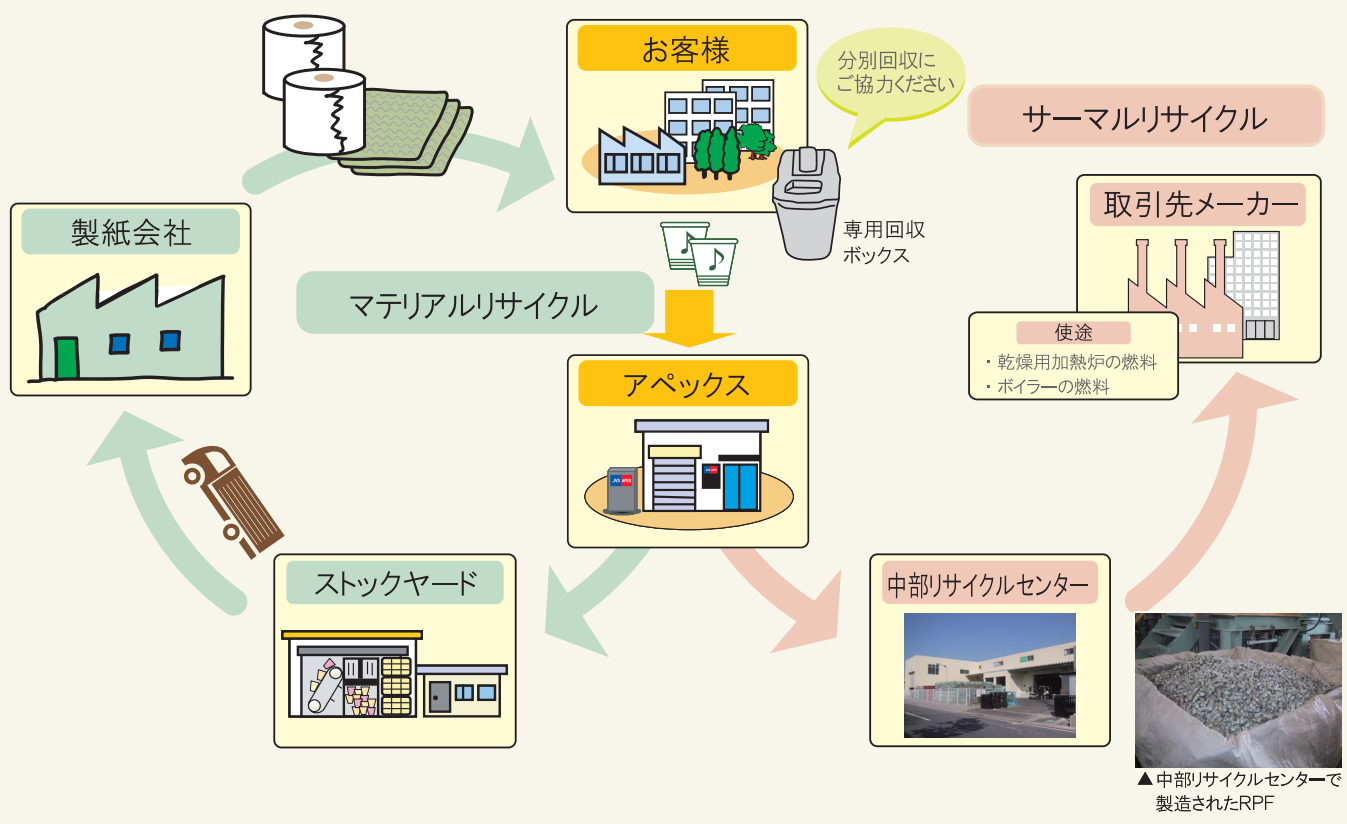 お客様
分別回収に
ご協力ください
サーマルリサイクル
取引先メーカー
製紙会社
専用回収
ボックス
マテリアルリサイクル
使途
・乾燥用加熱炉の燃料
・ボイラーの燃料
アペックス
ストックヤード
中部リサイクルセンター
▲中部リサイクルセンターで
製造されたRPF